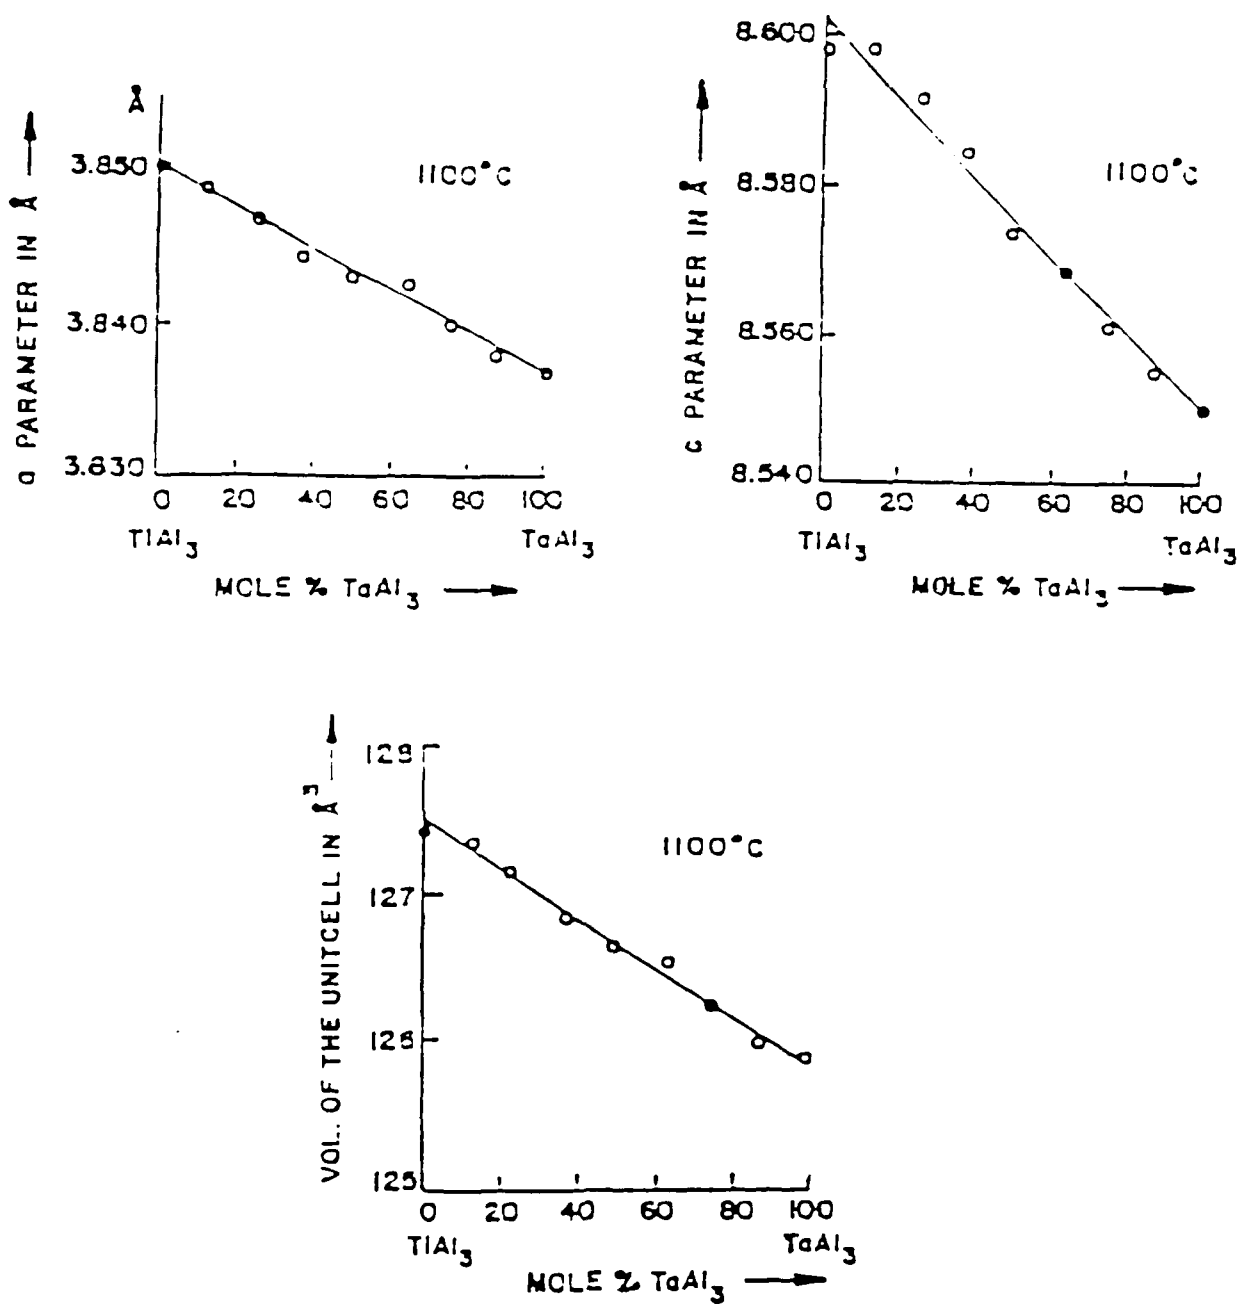 Å
a PARAMETER IN Å
3.850
3.840
3.830
1100°C
0 20 40 60 80 100
TiAl3 TaAl3
MOLE % TaAl3
c PARAMETER IN Å
8.600
8.580
8.560
8.540
1100°C
0 20 40 60 80 100
TiAl3 TaAl3
MOLE % TaAl3
VOL. OF THE UNITCELL IN Å3
128
127
126
125
1100°C
0 20 40 60 80 100
TiAl3 TaAl3
MOLE % TaAl3